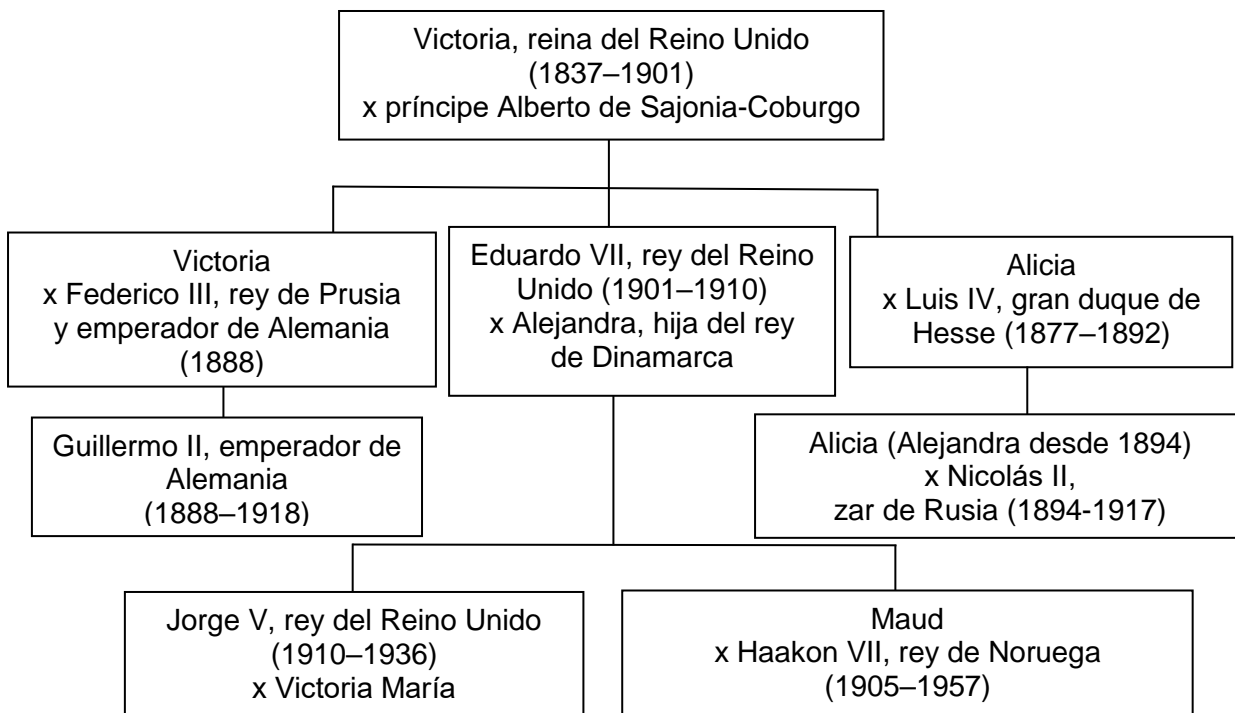 Victoria, reina del Reino Unido
(1837–1901)
x príncipe Alberto de Sajonia-Coburgo
Victoria
x Federico III, rey de Prusia
y emperador de Alemania
(1888)
Eduardo VII, rey del Reino
Unido (1901–1910)
x Alejandra, hija del rey
de Dinamarca
Alicia
x Luis IV, gran duque de
Hesse (1877–1892)
Guillermo II, emperador de
Alemania
(1888–1918)
Alicia (Alejandra desde 1894)
x Nicolás II,
zar de Rusia (1894-1917)
Jorge V, rey del Reino Unido
(1910–1936)
x Victoria María
Maud
x Haakon VII, rey de Noruega
(1905–1957)